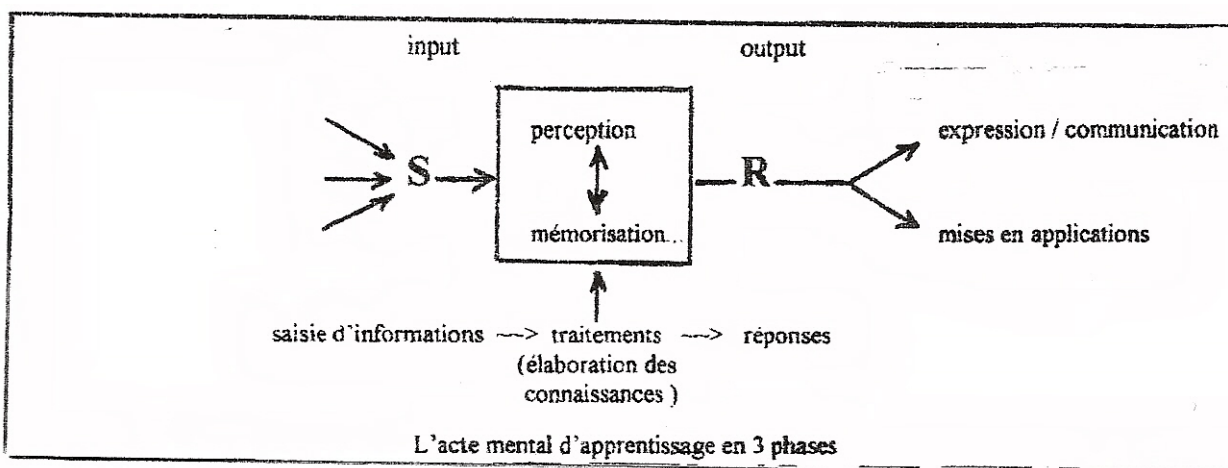 input output
perception
expression / communication
S R
mémorisation...
mises en applications
saisie d'informations ---> traitements ---> réponses
(élaboration des
connaissances )
L'acte mental d'apprentissage en 3 phases